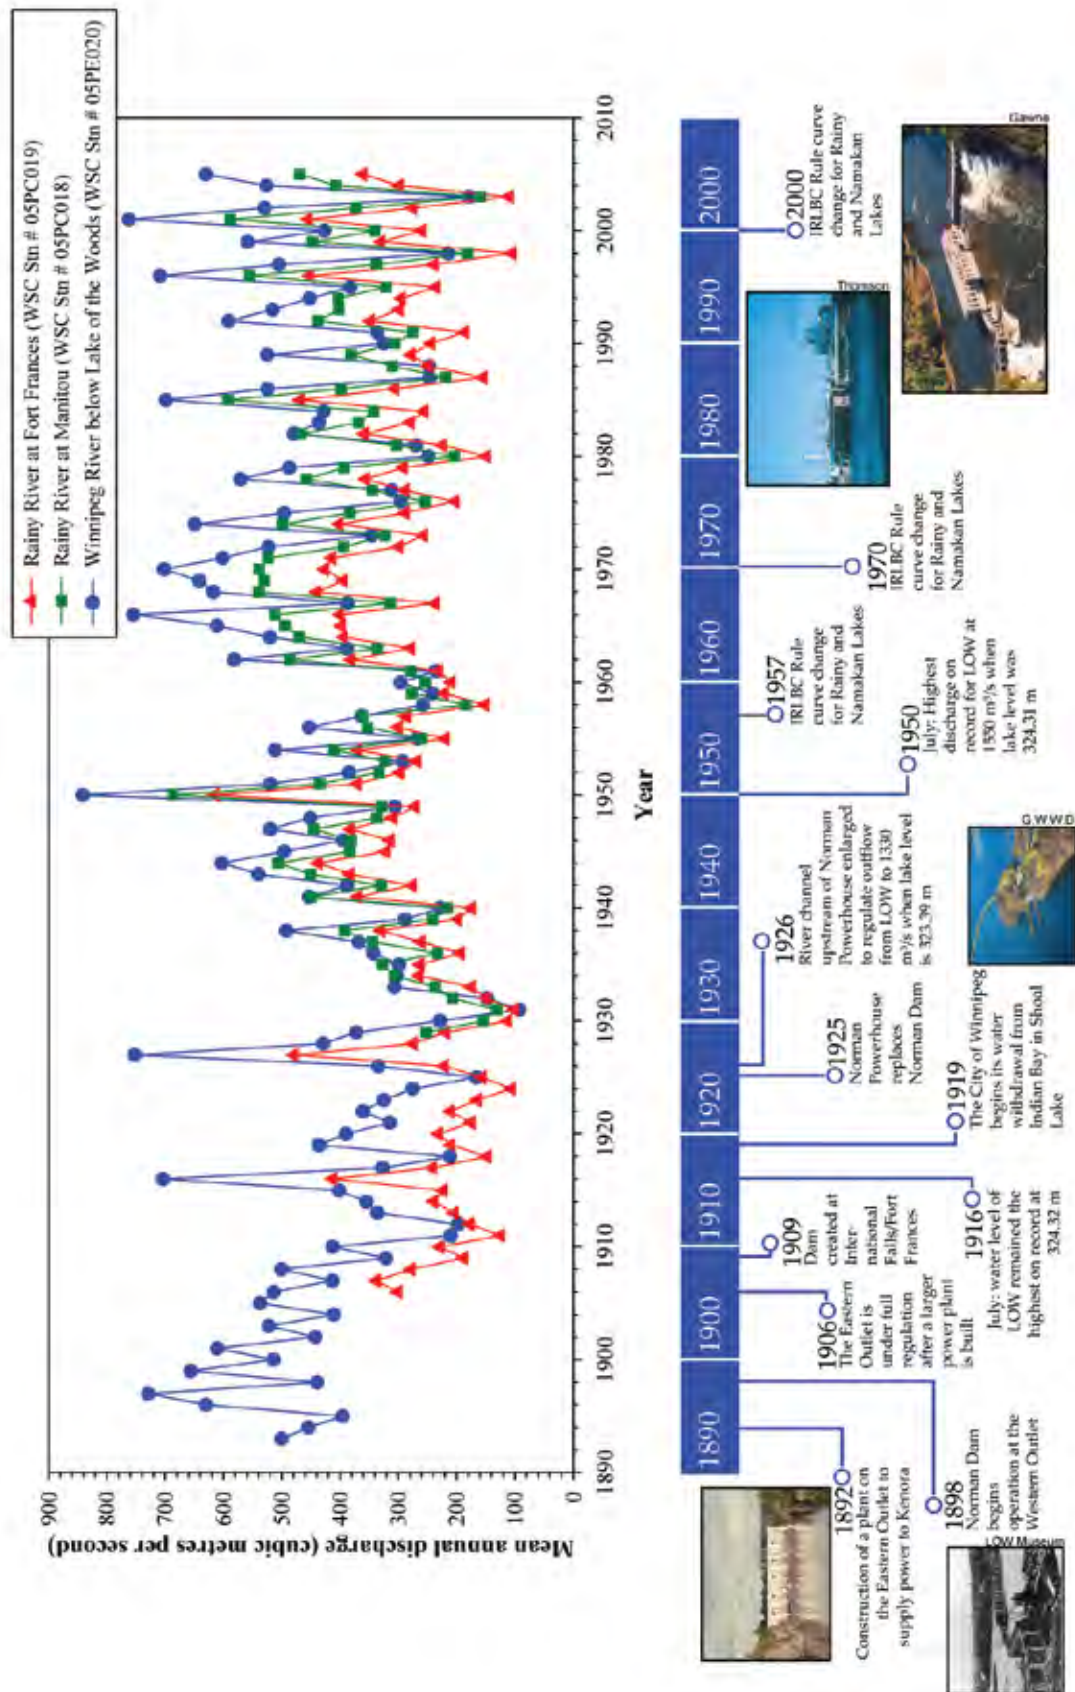 Rainy River at Fort Frances (WSC Stn # 05PC019)
Rainy River at Manitou (WSC Stn # 05PC018)
Winnipeg River below Lake of the Woods (WSC Stn # 05PE020)
Mean annual discharge (cubic metres per second)
900
800
700
600
500
400
300
200
100
0
1890
1900
1910
1920
1930
1940
1950
1960
1970
1980
1990
2000
2010
Year
1890
1900
1910
1920
1930
1940
1950
1960
1970
1980
1990
2000
1892
Construction of a plant on
the Eastern Outlet to
supply power to Kenora
1898
Norman Dam
begins
operation at the
Western Outlet
LOW Museum
1906
The Eastern
Outlet is
under full
regulation
after a larger
power plant
is built
1909
Dam
created at
Inter-
national
Falls/Fort
Frances
1916
July: water level of
LOW remained the
highest on record at
324.32 m
1919
The City of Winnipeg
begins its water
withdrawal from
Indian Bay in Shoal
Lake
1925
Norman
Powerhouse
replaces
Norman Dam
1926
River channel
upstream of Norman
Powerhouse enlarged
to regulate outflow
from LOW to 1330
m³/s when lake level
is 323.39 m
GWWD
1950
July: Highest
discharge on
record for LOW at
1550 m³/s when
lake level was
324.31 m
1957
IRLBC Rule
curve change
for Rainy and
Namakan Lakes
1970
IRLBC Rule
curve change
for Rainy and
Namakan Lakes
Thomson
2000
IRLBC Rule curve
change for Rainy
and Namakan
Lakes
Gawne